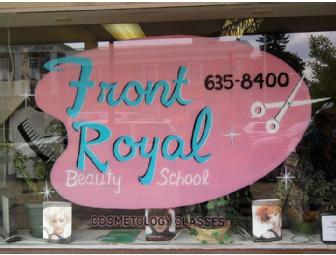 Front
635-8400
Royal
Beauty School
COSMETOLOGY CLASSES